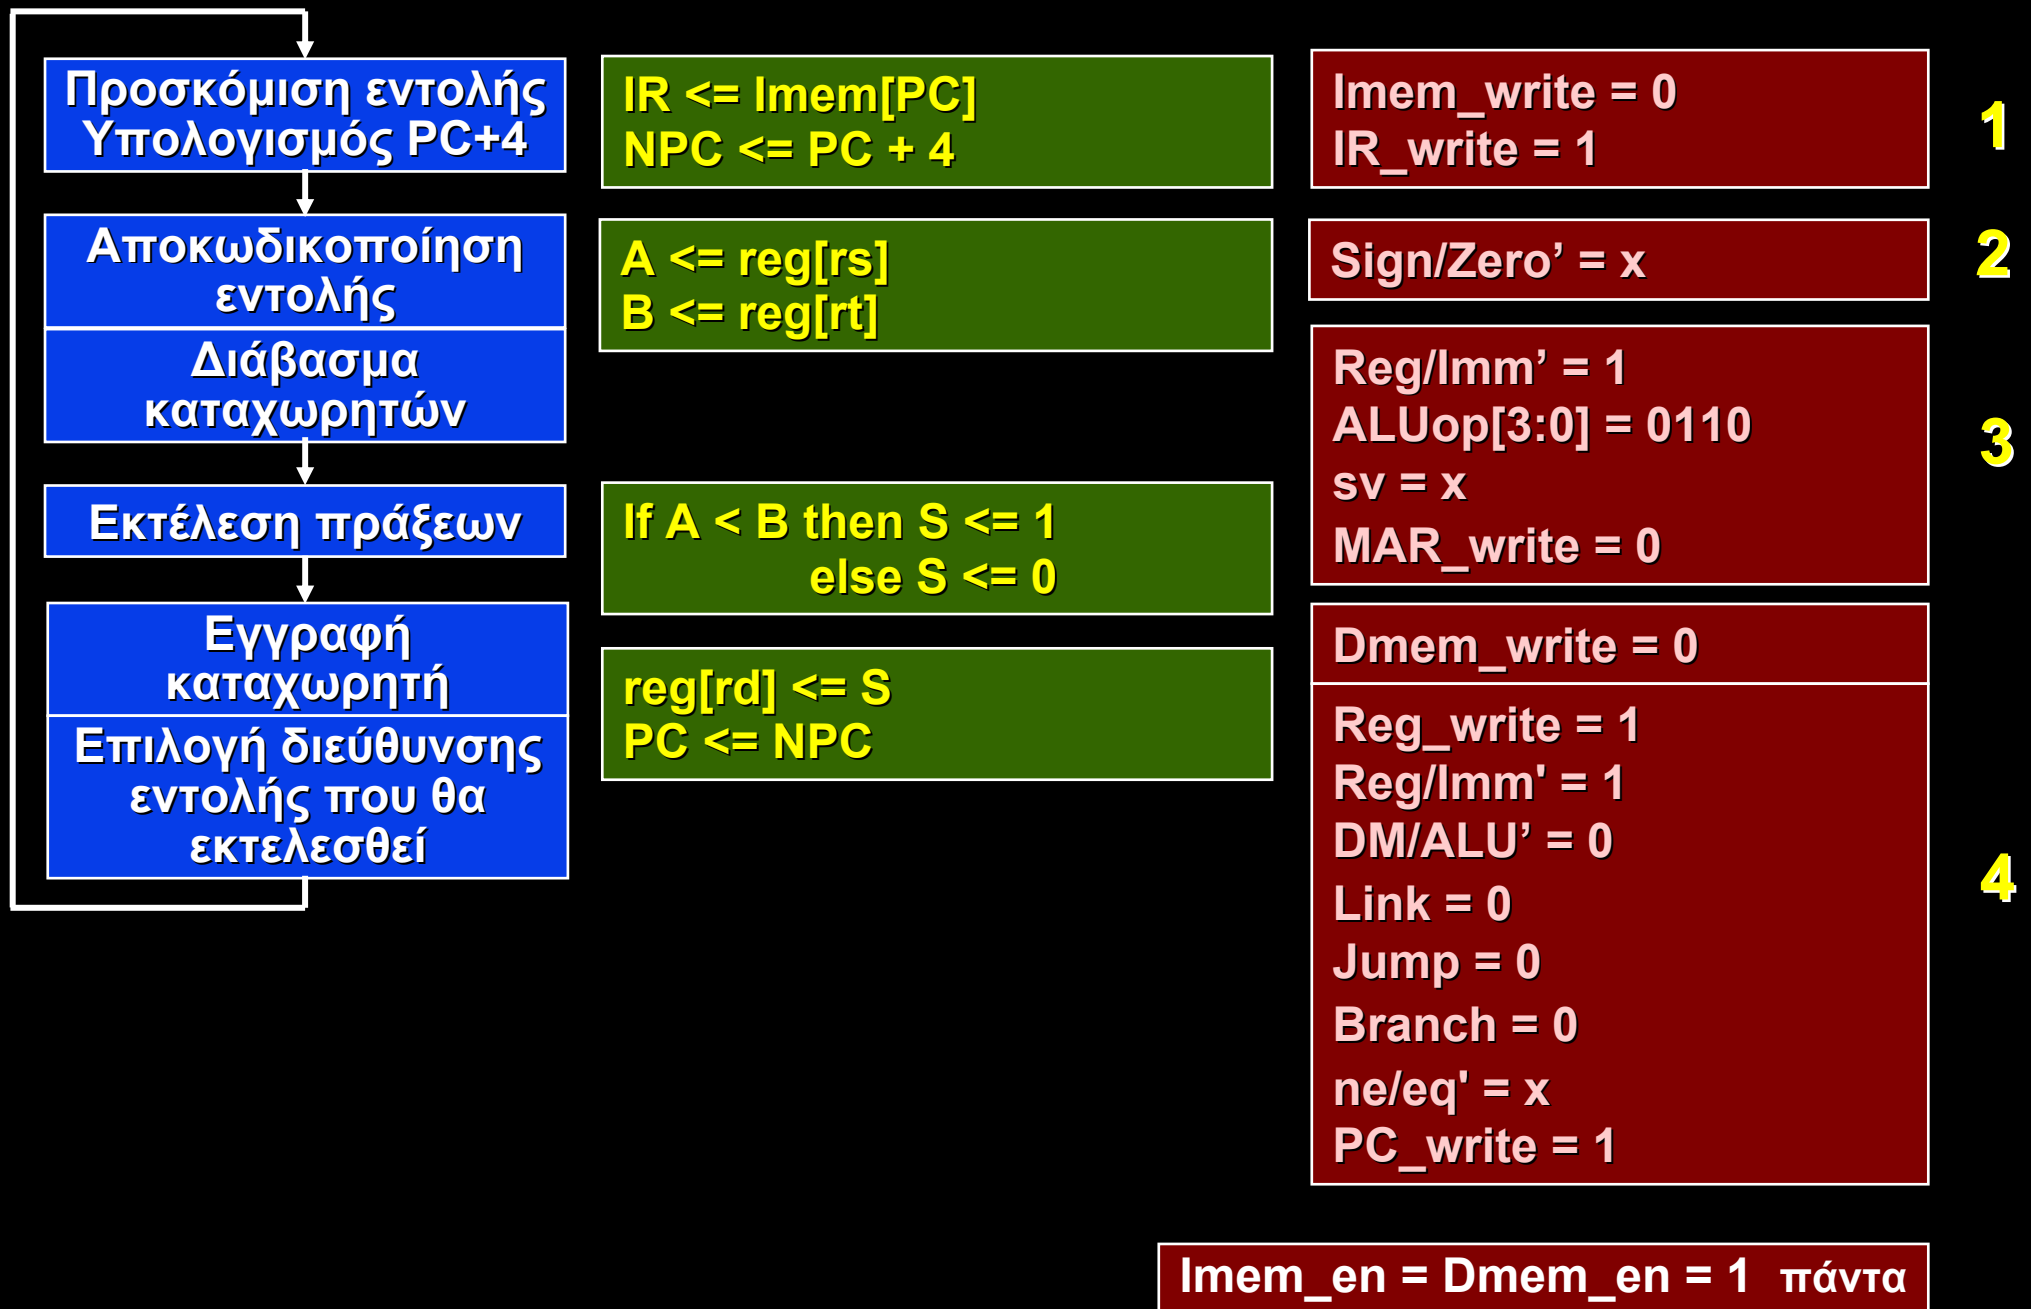 Προσκόμιση εντολής
Υπολογισμός PC+4
IR <= Imem[PC]
NPC <= PC + 4
Imem_write = 0
IR_write = 1
1
Αποκωδικοποίηση
εντολής
Διάβασμα
καταχωρητών
A <= reg[rs]
B <= reg[rt]
Sign/Zero’ = x
2
Reg/Imm’ = 1
ALUop[3:0] = 0110
sv = x
MAR_write = 0
3
Εκτέλεση πράξεων
If A < B then S <= 1
else S <= 0
Εγγραφή
καταχωρητή
Επιλογή διεύθυνσης
εντολής που θα
εκτελεσθεί
reg[rd] <= S
PC <= NPC
Dmem_write = 0
Reg_write = 1
Reg/Imm' = 1
DM/ALU’ = 0
Link = 0
Jump = 0
Branch = 0
ne/eq' = x
PC_write = 1
4
Imem_en = Dmem_en = 1 πάντα